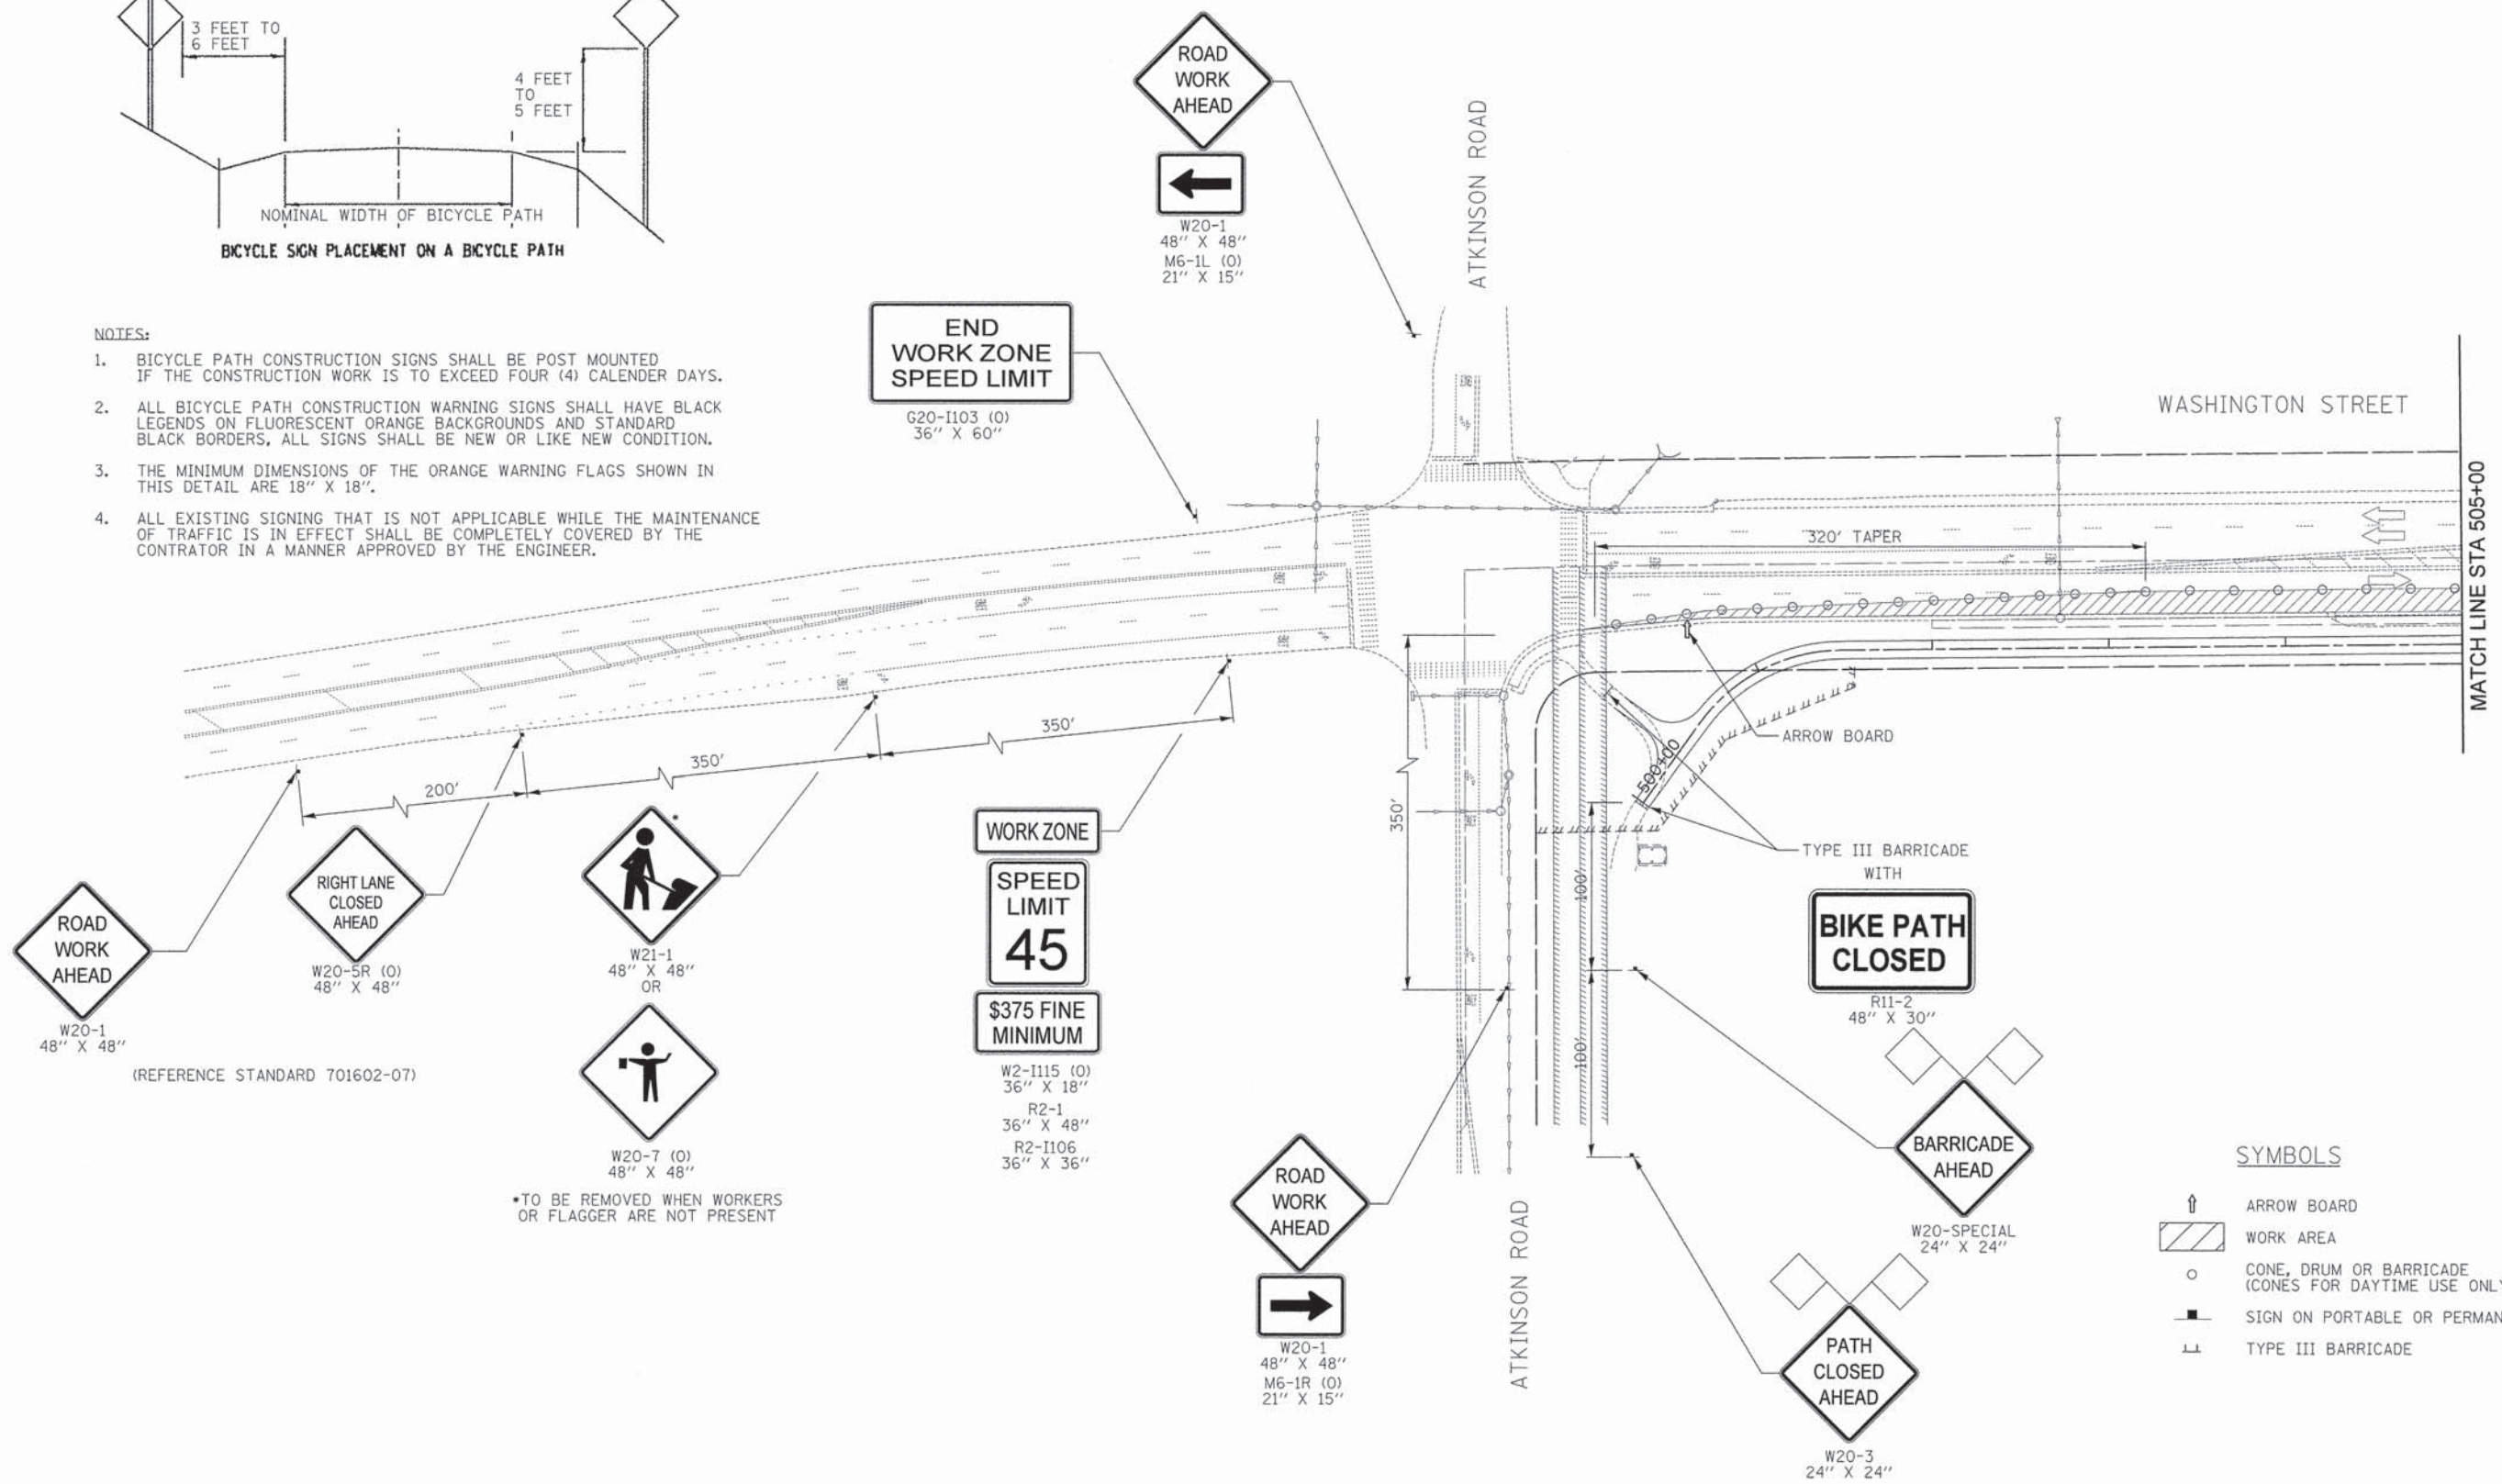 3 FEET TO
6 FEET
4 FEET
TO
5 FEET
NOMINAL WIDTH OF BICYCLE PATH
BICYCLE SIGN PLACEMENT ON A BICYCLE PATH
NOTES:
1. BICYCLE PATH CONSTRUCTION SIGNS SHALL BE POST MOUNTED
IF THE CONSTRUCTION WORK IS TO EXCEED FOUR (4) CALENDER DAYS.
2. ALL BICYCLE PATH CONSTRUCTION WARNING SIGNS SHALL HAVE BLACK
LEGENDS ON FLUORESCENT ORANGE BACKGROUNDS AND STANDARD
BLACK BORDERS, ALL SIGNS SHALL BE NEW OR LIKE NEW CONDITION.
3. THE MINIMUM DIMENSIONS OF THE ORANGE WARNING FLAGS SHOWN IN
THIS DETAIL ARE 18" X 18".
4. ALL EXISTING SIGNING THAT IS NOT APPLICABLE WHILE THE MAINTENANCE
OF TRAFFIC IS IN EFFECT SHALL BE COMPLETELY COVERED BY THE
CONTRATOR IN A MANNER APPROVED BY THE ENGINEER.
ROAD
WORK
AHEAD
W20-1
48" X 48"
M6-1L (O)
21" X 15"
ATKINSON ROAD
END
WORK ZONE
SPEED LIMIT
G20-I103 (O)
36" X 60"
WASHINGTON STREET
320' TAPER
MATCH LINE STA 505+00
ARROW BOARD
500+00
350'
350'
200'
350'
100'
100'
ROAD
WORK
AHEAD
W20-1
48" X 48"
RIGHT LANE
CLOSED
AHEAD
W20-5R (O)
48" X 48"
(REFERENCE STANDARD 701602-07)
*
W21-1
48" X 48"
OR
W20-7 (O)
48" X 48"
*TO BE REMOVED WHEN WORKERS
OR FLAGGER ARE NOT PRESENT
WORK ZONE
SPEED
LIMIT
45
$375 FINE
MINIMUM
W2-I115 (O)
36" X 18"
R2-1
36" X 48"
R2-I106
36" X 36"
TYPE III BARRICADE
WITH
BIKE PATH
CLOSED
R11-2
48" X 30"
BARRICADE
AHEAD
W20-SPECIAL
24" X 24"
ROAD
WORK
AHEAD
W20-1
48" X 48"
M6-1R (O)
21" X 15"
ATKINSON ROAD
PATH
CLOSED
AHEAD
W20-3
24" X 24"
SYMBOLS
ARROW BOARD
WORK AREA
CONE, DRUM OR BARRICADE
(CONES FOR DAYTIME USE ONLY
SIGN ON PORTABLE OR PERMAN
TYPE III BARRICADE